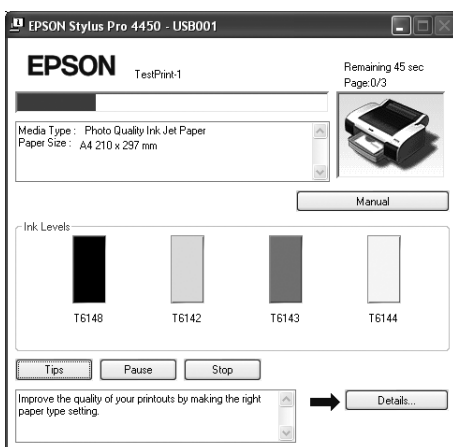 EPSON Stylus Pro 4450 - USB001
EPSON TestPrint-1
Remaining 45 sec
Page:0/3
Media Type : Photo Quality Ink Jet Paper
Paper Size : A4 210 x 297 mm
Manual
Ink Levels
T6148 T6142 T6143 T6144
Tips Pause Stop
Improve the quality of your printouts by making the right
paper type setting.
Details...